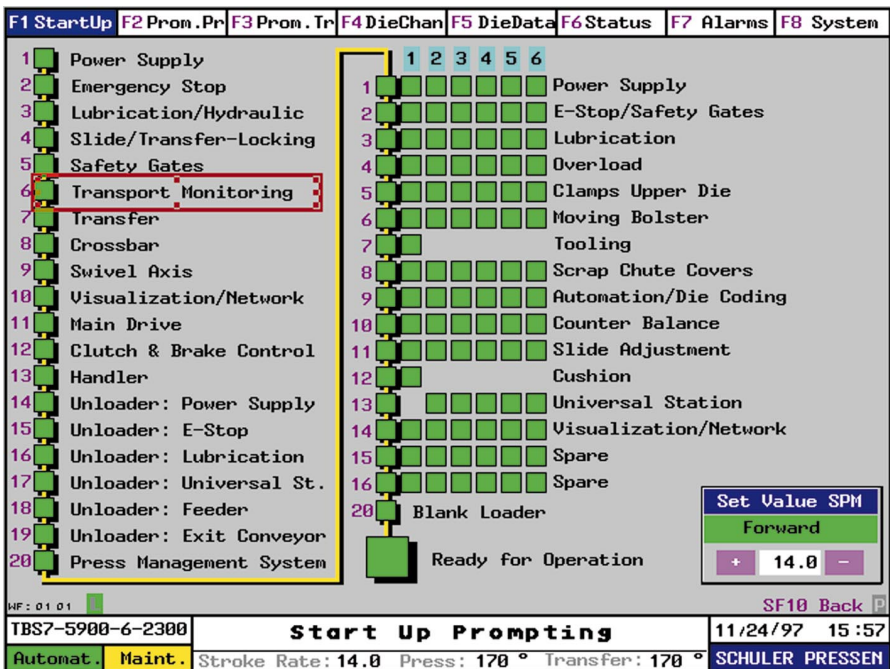 F1 StartUp F2 Prom.Pr F3 Prom.Tr F4 DieChan F5 DieData F6 Status F7 Alarms F8 System
1 Power Supply
2 Emergency Stop
3 Lubrication/Hydraulic
4 Slide/Transfer-Locking
5 Safety Gates
6 Transport Monitoring
7 Transfer
8 Crossbar
9 Swivel Axis
10 Visualization/Network
11 Main Drive
12 Clutch & Brake Control
13 Handler
14 Unloader: Power Supply
15 Unloader: E-Stop
16 Unloader: Lubrication
17 Unloader: Universal St.
18 Unloader: Feeder
19 Unloader: Exit Conveyor
20 Press Management System
1 2 3 4 5 6
1 Power Supply
2 E-Stop/Safety Gates
3 Lubrication
4 Overload
5 Clamps Upper Die
6 Moving Bolster
7 Tooling
8 Scrap Chute Covers
9 Automation/Die Coding
10 Counter Balance
11 Slide Adjustment
12 Cushion
13 Universal Station
14 Visualization/Network
15 Spare
16 Spare
20 Blank Loader
Ready for Operation
Set Value SPM
Forward
+ 14.0 -
WF: 01 01 L
SF10 Back P
TBS7-5900-6-2300 Start Up Prompting 11/24/97 15:57
Automat. Maint. Stroke Rate: 14.0 Press: 170 ° Transfer: 170 ° SCHULER PRESSEN